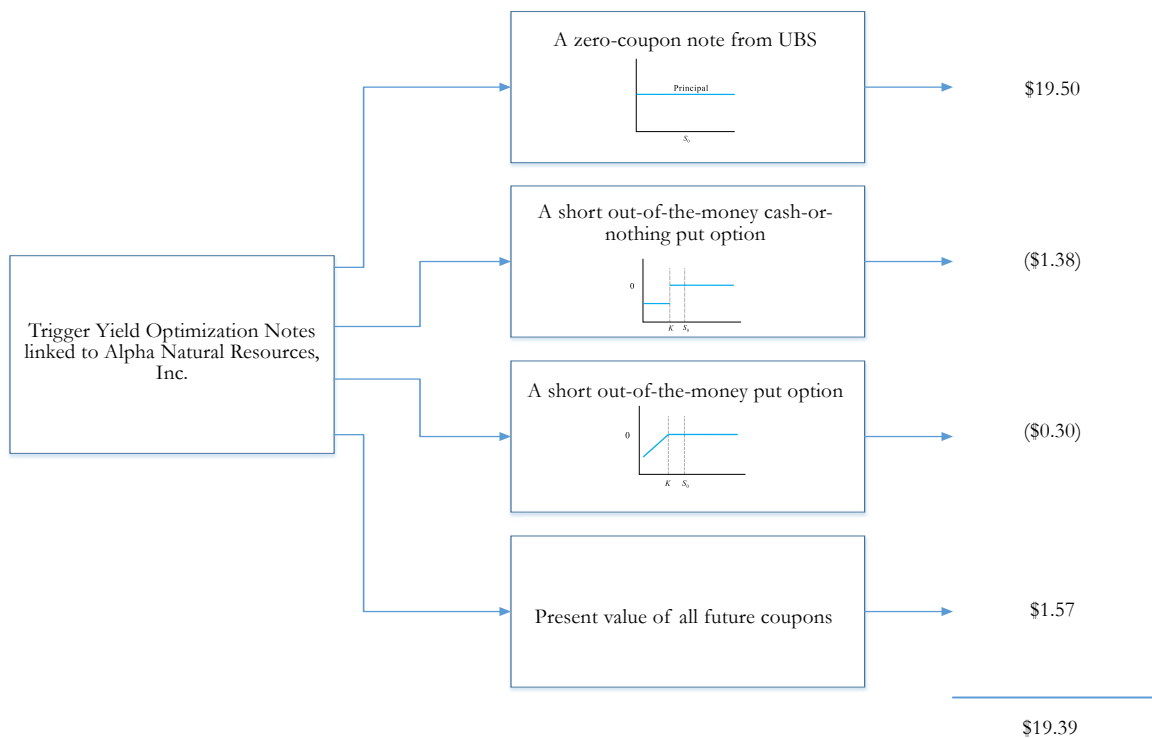 A zero-coupon note from UBS
Principal
S₀
$19.50
A short out-of-the-money cash-or-
nothing put option
0
K
S₀
($1.38)
Trigger Yield Optimization Notes
linked to Alpha Natural Resources,
Inc.
A short out-of-the-money put option
0
K
S₀
($0.30)
Present value of all future coupons
$1.57
$19.39